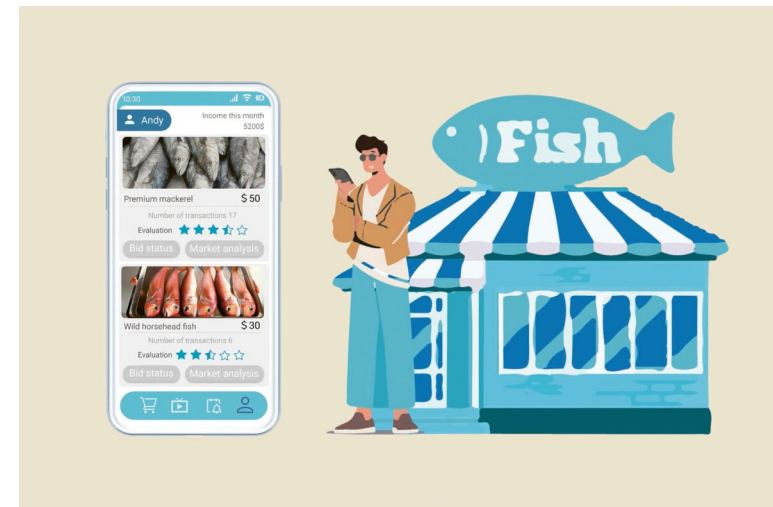 10:30
Andy
Income this month
5200$
Premium mackerel $ 50
Number of transactions 17
Evaluation
Bid status Market analysis
Wild horsehead fish $ 30
Number of transactions 6
Evaluation
Bid status Market analysis
Fish